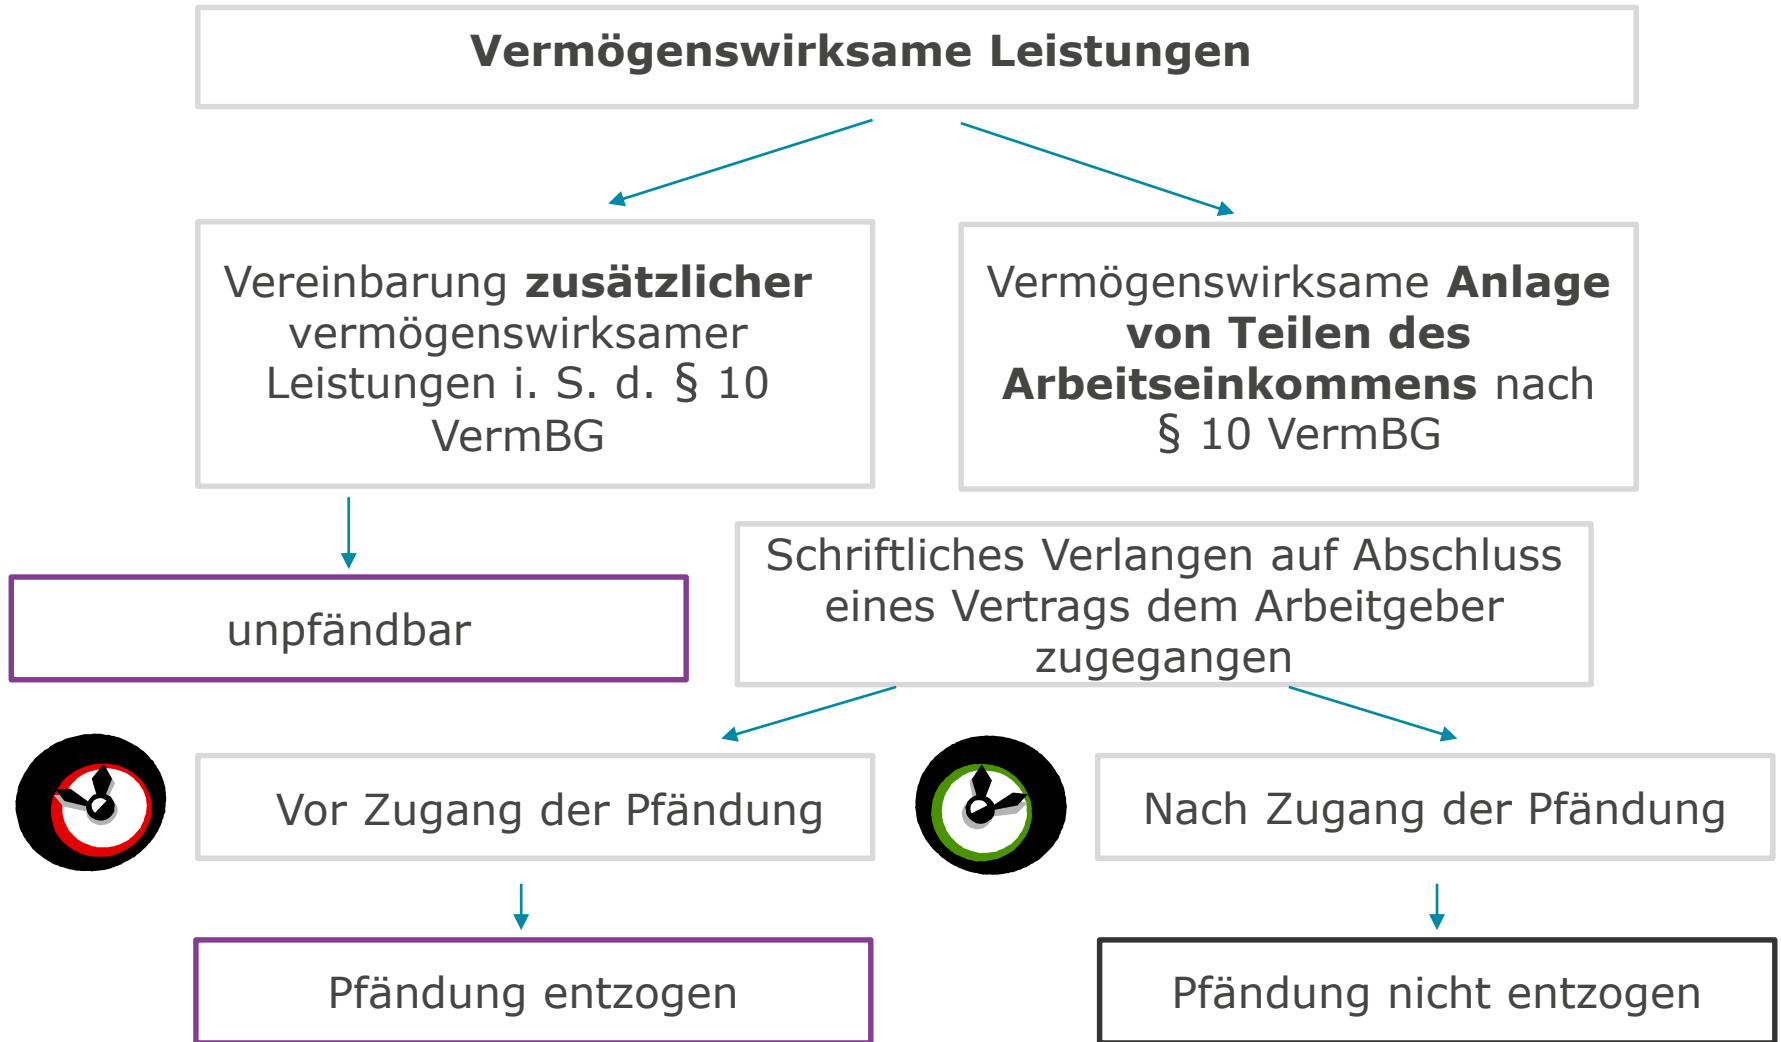 Vermögenswirksame Leistungen
Vereinbarung zusätzlicher
vermögenswirksamer
Leistungen i. S. d. § 10
VermBG
Vermögenswirksame Anlage
von Teilen des
Arbeitseinkommens nach
§ 10 VermBG
unpfändbar
Schriftliches Verlangen auf Abschluss
eines Vertrags dem Arbeitgeber
zugegangen
Vor Zugang der Pfändung
Nach Zugang der Pfändung
Pfändung entzogen
Pfändung nicht entzogen